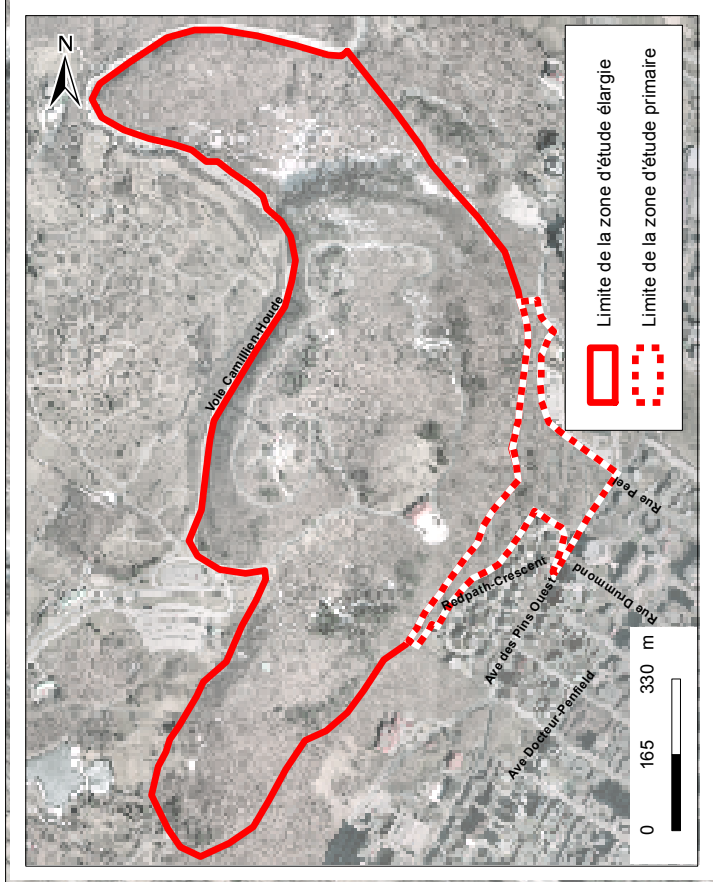 N
Voie Camillien-Houde
Redpath-Crescent
Ave des Pins Ouest
Rue Peel
Rue Drummond
Ave Docteur-Penfield
Limite de la zone d'étude élargie
Limite de la zone d'étude primaire
0 165 330 m